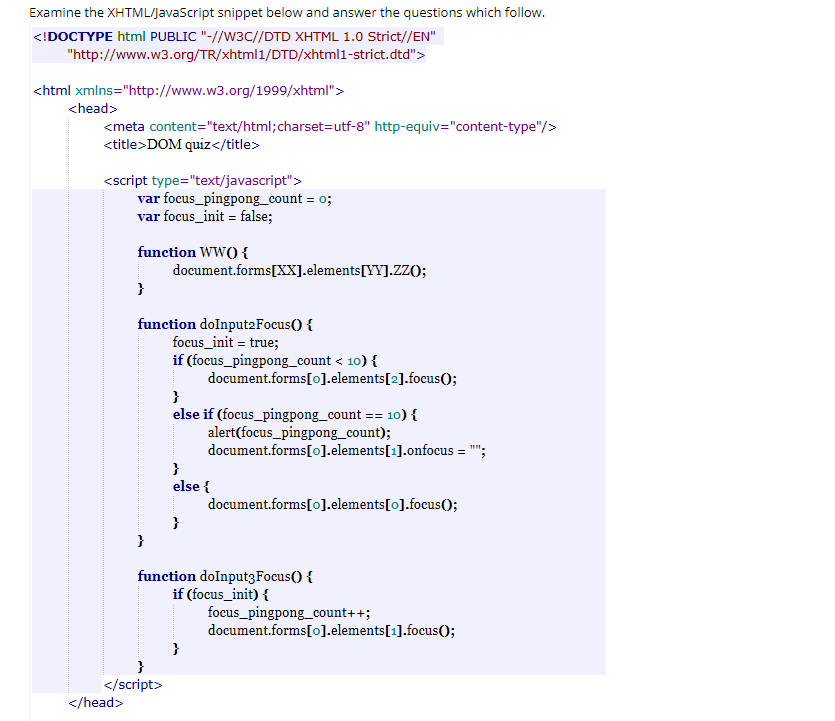 Examine the XHTML/JavaScript snippet below and answer the questions which follow.
<!DOCTYPE html PUBLIC "-//W3C//DTD XHTML 1.0 Strict//EN"
"http://www.w3.org/TR/xhtml1/DTD/xhtml1-strict.dtd">
<html xmlns="http://www.w3.org/1999/xhtml">
<head>
<meta content="text/html;charset=utf-8" http-equiv="content-type"/>
<title>DOM quiz</title>
<script type="text/javascript">
var focus_pingpong_count = 0;
var focus_init = false;
function WW() {
document.forms[XX].elements[YY].ZZ();
}
function doInput2Focus() {
focus_init = true;
if (focus_pingpong_count < 10) {
document.forms[0].elements[2].focus();
}
else if (focus_pingpong_count == 10) {
alert(focus_pingpong_count);
document.forms[0].elements[1].onfocus = "";
}
else {
document.forms[0].elements[0].focus();
}
}
function doInput3Focus() {
if (focus_init) {
focus_pingpong_count++;
document.forms[0].elements[1].focus();
}
}
</script>
</head>